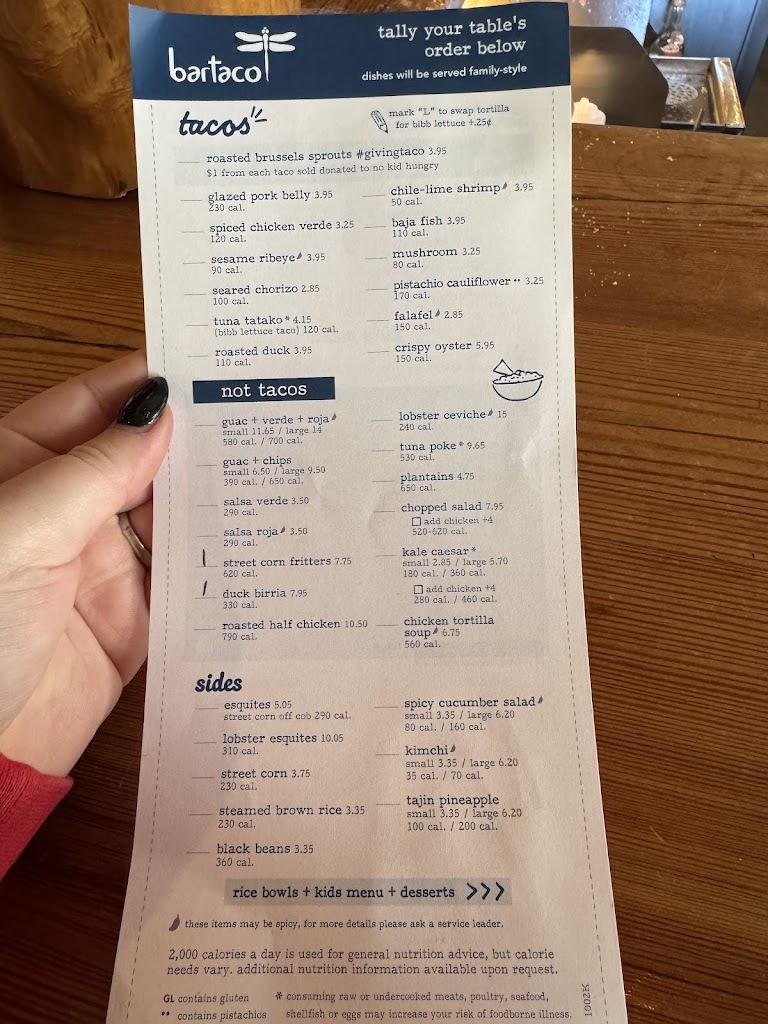 bartaco
tally your table's
order below
dishes will be served family-style
tacos
mark "L" to swap tortilla
for bibb lettuce +.25¢
roasted brussels sprouts #givingtaco 3.95
$1 from each taco sold donated to no kid hungry
glazed pork belly 3.95
230 cal.
spiced chicken verde 3.25
120 cal.
sesame ribeye 3.95
90 cal.
seared chorizo 2.85
100 cal.
tuna tatako * 4.15
(bibb lettuce taco) 120 cal.
roasted duck 3.95
110 cal.
chile-lime shrimp 3.95
50 cal.
baja fish 3.95
110 cal.
mushroom 3.25
80 cal.
pistachio cauliflower •• 3.25
170 cal.
falafel 2.85
150 cal.
crispy oyster 5.95
150 cal.
not tacos
guac + verde + roja
small 11.65 / large 14
580 cal. / 700 cal.
guac + chips
small 6.50 / large 9.50
390 cal. / 650 cal.
salsa verde 3.50
290 cal.
salsa roja 3.50
290 cal.
street corn fritters 7.75
620 cal.
duck birria 7.95
330 cal.
roasted half chicken 10.50
790 cal.
lobster ceviche 15
240 cal.
tuna poke * 9.65
530 cal.
plantains 4.75
650 cal.
chopped salad 7.95
add chicken +4
520-620 cal.
kale caesar *
small 2.85 / large 5.70
180 cal. / 360 cal.
add chicken +4
280 cal. / 460 cal.
chicken tortilla
soup 6.75
560 cal.
sides
esquites 5.05
street corn off cob 290 cal.
lobster esquites 10.05
310 cal.
street corn 3.75
230 cal.
steamed brown rice 3.35
230 cal.
black beans 3.35
360 cal.
spicy cucumber salad
small 3.35 / large 6.20
80 cal. / 160 cal.
kimchi
small 3.35 / large 6.20
35 cal. / 70 cal.
tajin pineapple
small 3.35 / large 6.20
100 cal. / 200 cal.
rice bowls + kids menu + desserts >>>
these items may be spicy, for more details please ask a service leader.
2,000 calories a day is used for general nutrition advice, but calorie
needs vary. additional nutrition information available upon request.
GL contains gluten
•• contains pistachios
* consuming raw or undercooked meats, poultry, seafood,
shellfish or eggs may increase your risk of foodborne illness.
1002K